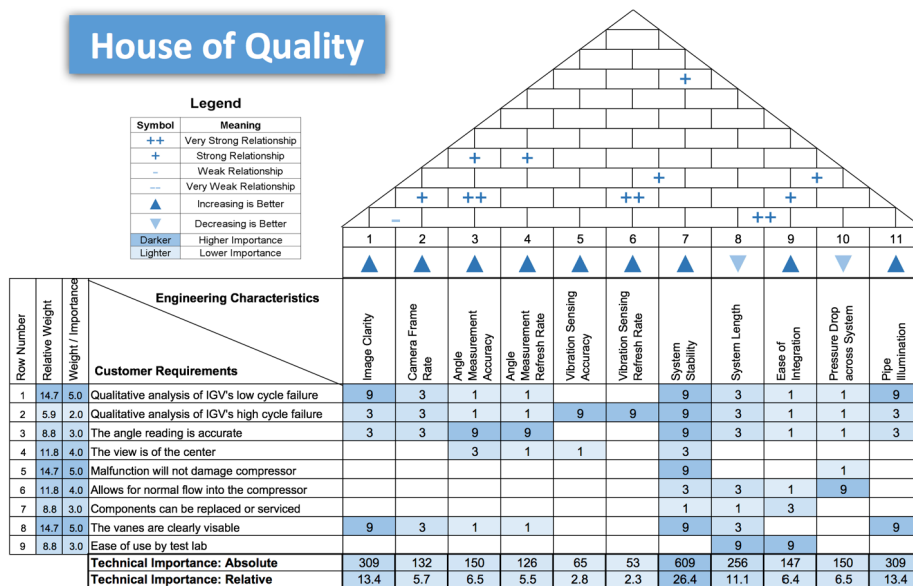 House of Quality
Legend
Symbol Meaning
++ Very Strong Relationship
+ Strong Relationship
- Weak Relationship
-- Very Weak Relationship
▲ Increasing is Better
▼ Decreasing is Better
Darker Higher Importance
Lighter Lower Importance
+
+ +
+ +
+ ++ ++ +
- ++
1 2 3 4 5 6 7 8 9 10 11
▲ ▲ ▲ ▲ ▲ ▲ ▲ ▼ ▲ ▼ ▲
Row Number
Relative Weight
Weight / Importance
Engineering Characteristics
Customer Requirements
Image Clarity
Camera Frame
Rate
Angle
Measurement
Accuracy
Angle
Measurement
Refresh Rate
Vibration Sensing
Accuracy
Vibration Sensing
Refresh Rate
System
Stability
System Length
Ease of
Integration
Pressure Drop
across System
Pipe
Illumination
1 14.7 5.0 Qualitative analysis of IGV's low cycle failure 9 3 1 1 9 3 1 1 9
2 5.9 2.0 Qualitative analysis of IGV's high cycle failure 3 3 1 1 9 9 9 3 1 1 3
3 8.8 3.0 The angle reading is accurate 3 3 9 9 9 3 1 1 3
4 11.8 4.0 The view is of the center 3 1 1 3
5 14.7 5.0 Malfunction will not damage compressor 9 1
6 11.8 4.0 Allows for normal flow into the compressor 3 3 1 9
7 8.8 3.0 Components can be replaced or serviced 1 1 3
8 14.7 5.0 The vanes are clearly visable 9 3 1 1 9 3 9
9 8.8 3.0 Ease of use by test lab 9 9
Technical Importance: Absolute 309 132 150 126 65 53 609 256 147 150 309
Technical Importance: Relative 13.4 5.7 6.5 5.5 2.8 2.3 26.4 11.1 6.4 6.5 13.4